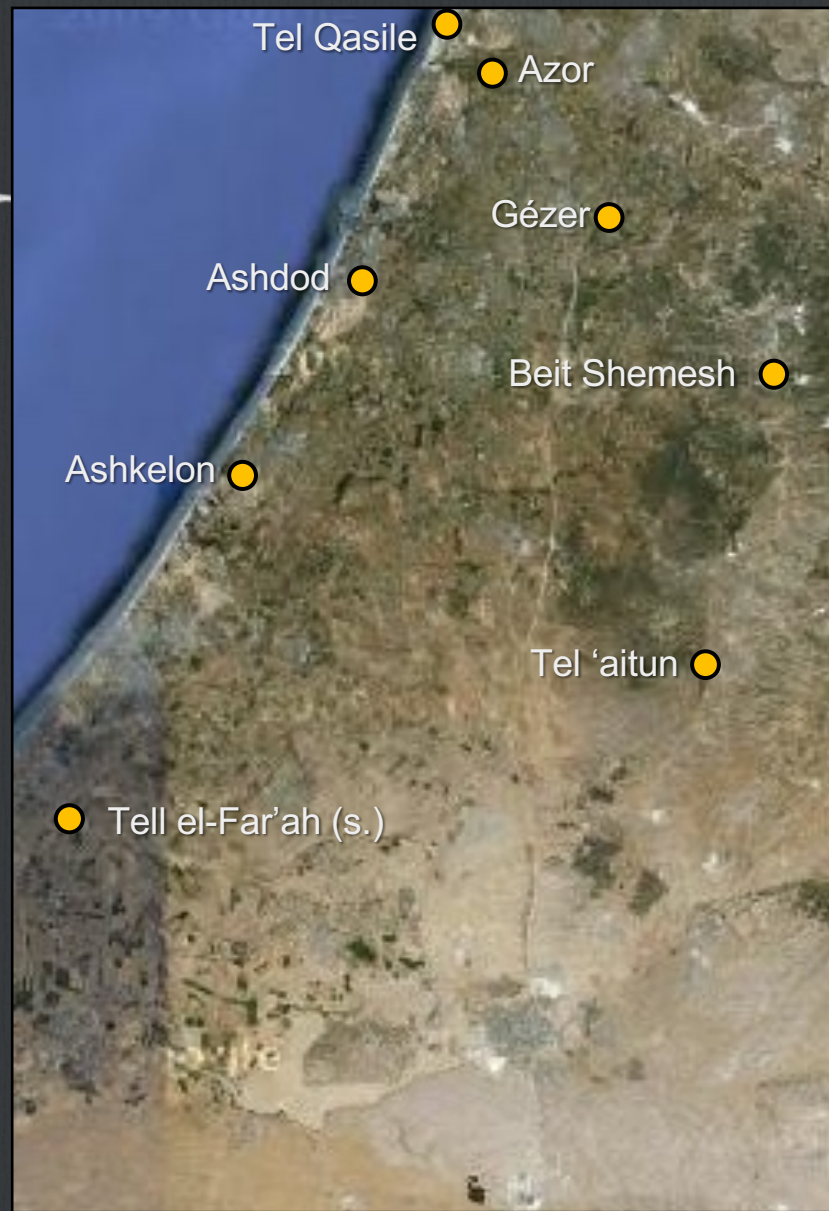 Tel Qasile
Azor
Gézer
Ashdod
Beit Shemesh
Ashkelon
Tel ‘aitun
Tell el-Far’ah (s.)